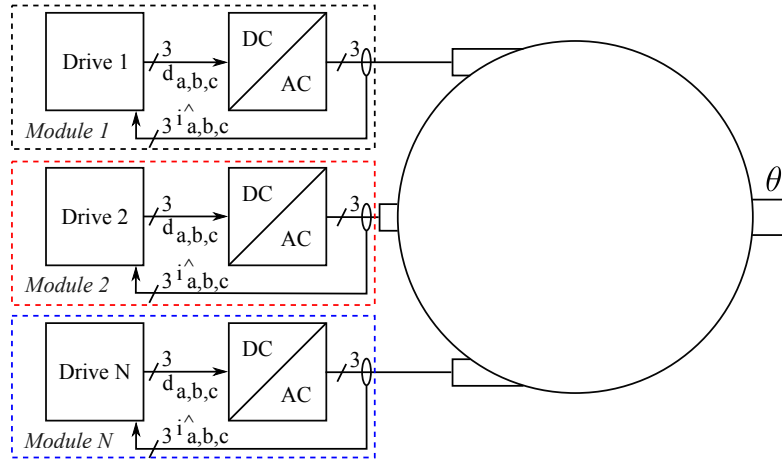 Drive 1
3
d a,b,c
DC
AC
3
3 i^ a,b,c
Module 1
Drive 2
3
d a,b,c
DC
AC
3
3 i^ a,b,c
Module 2
θ
Drive N
3
d a,b,c
DC
AC
3
3 i^ a,b,c
Module N